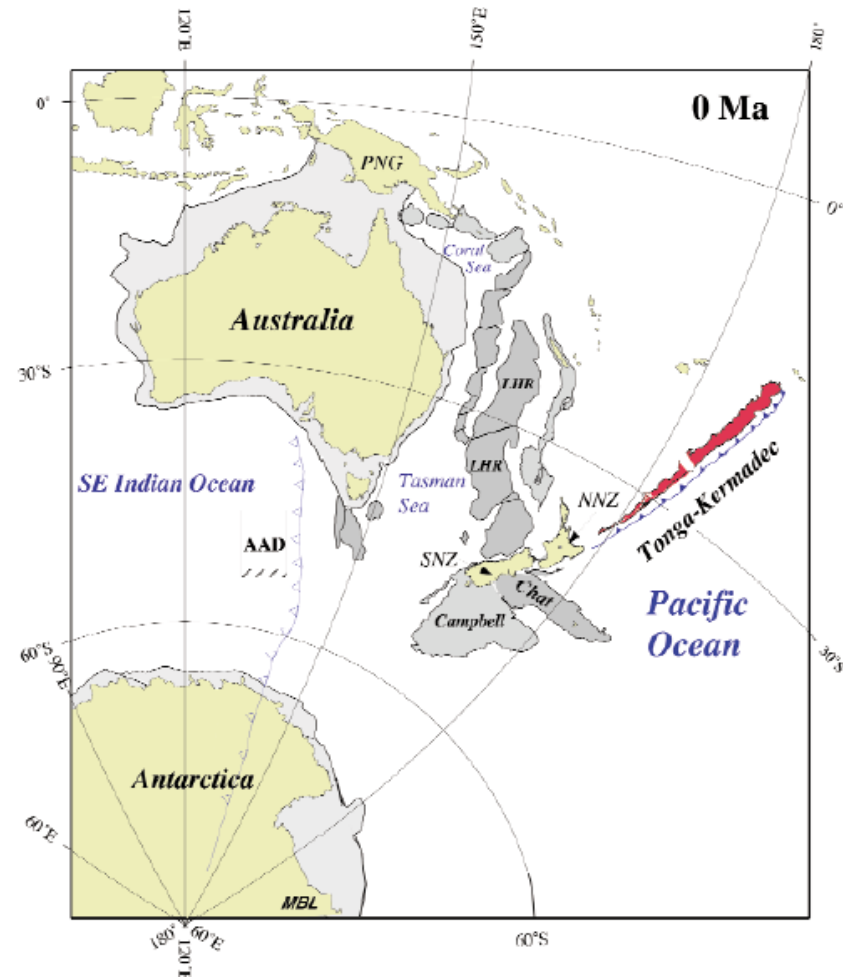 120°E
150°E
180°
0°
0 Ma
PNG
0°
Coral
Sea
Australia
30°S
LHR
LHR
SE Indian Ocean
Tasman
Sea
NNZ
Tonga-Kermadec
AAD
SNZ
Chat
Pacific
Ocean
Campbell
30°S
60°S
90°E
Antarctica
60°E
MBL
180°
60°E
60°S
120°E